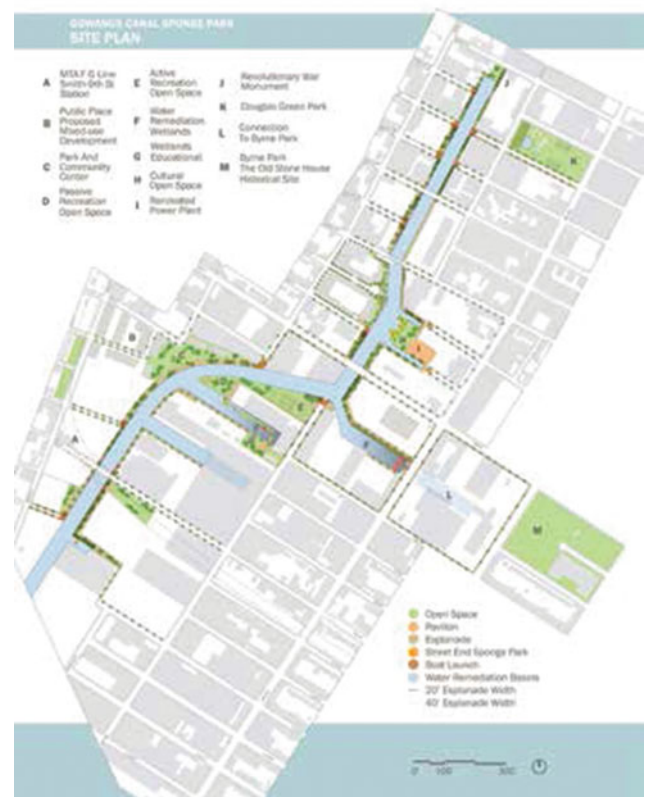 GOWANUS CANAL SPONGE PARK
SITE PLAN
A MTA F G Line
Smith-9th St
Station
B Public Place
Proposed
Mixed-use
Development
C Park And
Community
Center
D Passive
Recreation
Open Space
E Active
Recreation
Open Space
F Water
Remediation
Wetlands
G Wetlands
Educational
H Cultural
Open Space
I Renovated
Power Plant
J Revolutionary War
Monument
K Douglas Green Park
L Connection
To Byrne Park
M Byrne Park
The Old Stone House
Historical Site
J
K
B
C
I
E
A
L
M
Open Space
Pavilion
Esplanade
Street End Sponge Park
Boat Launch
Water Remediation Basins
20' Esplanade Width
40' Esplanade Width
0 100 300